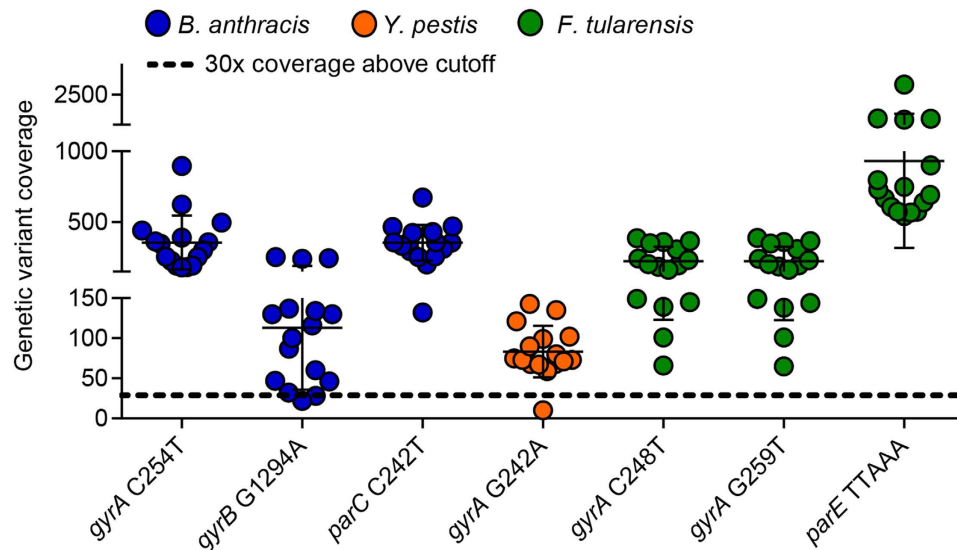 B. anthracis Y. pestis F. tularensis
30x coverage above cutoff
Genetic variant coverage
2500
1000
500
150
100
50
0
gyrA C254T
gyrB G1294A
parC C242T
gyrA G242A
gyrA C248T
gyrA G259T
parE TTAAA